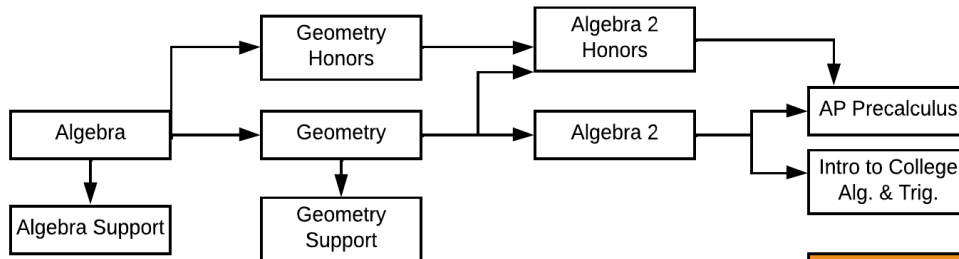 Geometry
Honors
Algebra 2
Honors
Algebra
Geometry
Algebra 2
AP Precalculus
Intro to College
Alg. & Trig.
Algebra Support
Geometry
Support